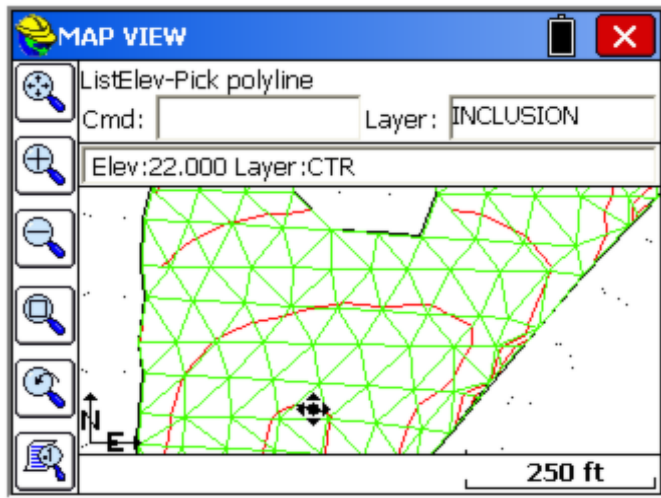 MAP VIEW
ListElev-Pick polyline
Cmd: Layer: INCLUSION
Elev:22.000 Layer:CTR
N
E
250 ft